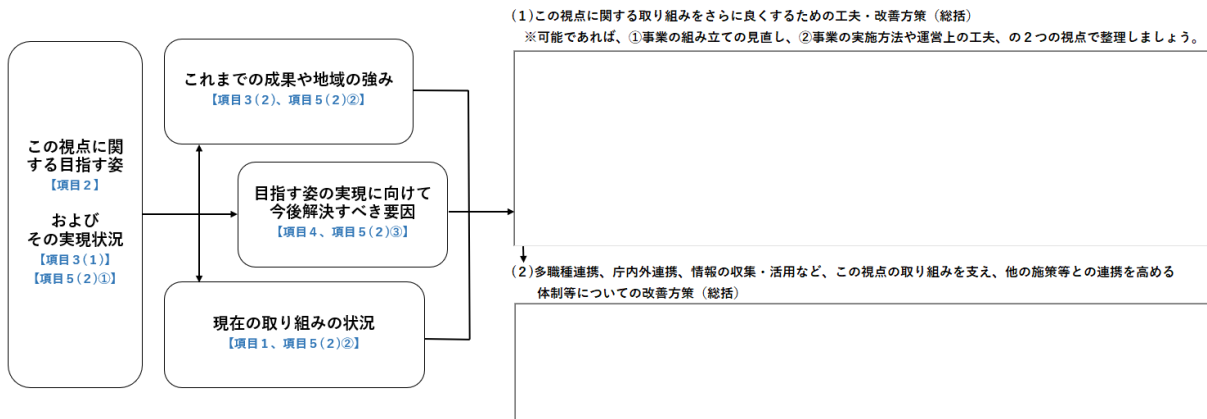 この視点に関
する目指す姿
【項目２】
および
その実現状況
【項目３(１)】
【項目５(２)①】
これまでの成果や地域の強み
【項目３(２)、項目５(２)②】
目指す姿の実現に向けて
今後解決すべき要因
【項目４、項目５(２)③】
現在の取り組みの状況
【項目１、項目５(２)②】
(１)この視点に関する取り組みをさらに良くするための工夫・改善方策（総括）
※可能であれば、①事業の組み立ての見直し、②事業の実施方法や運営上の工夫、の２つの視点で整理しましょう。
(２)多職種連携、庁内外連携、情報の収集・活用など、この視点の取り組みを支え、他の施策等との連携を高める
体制等についての改善方策（総括）